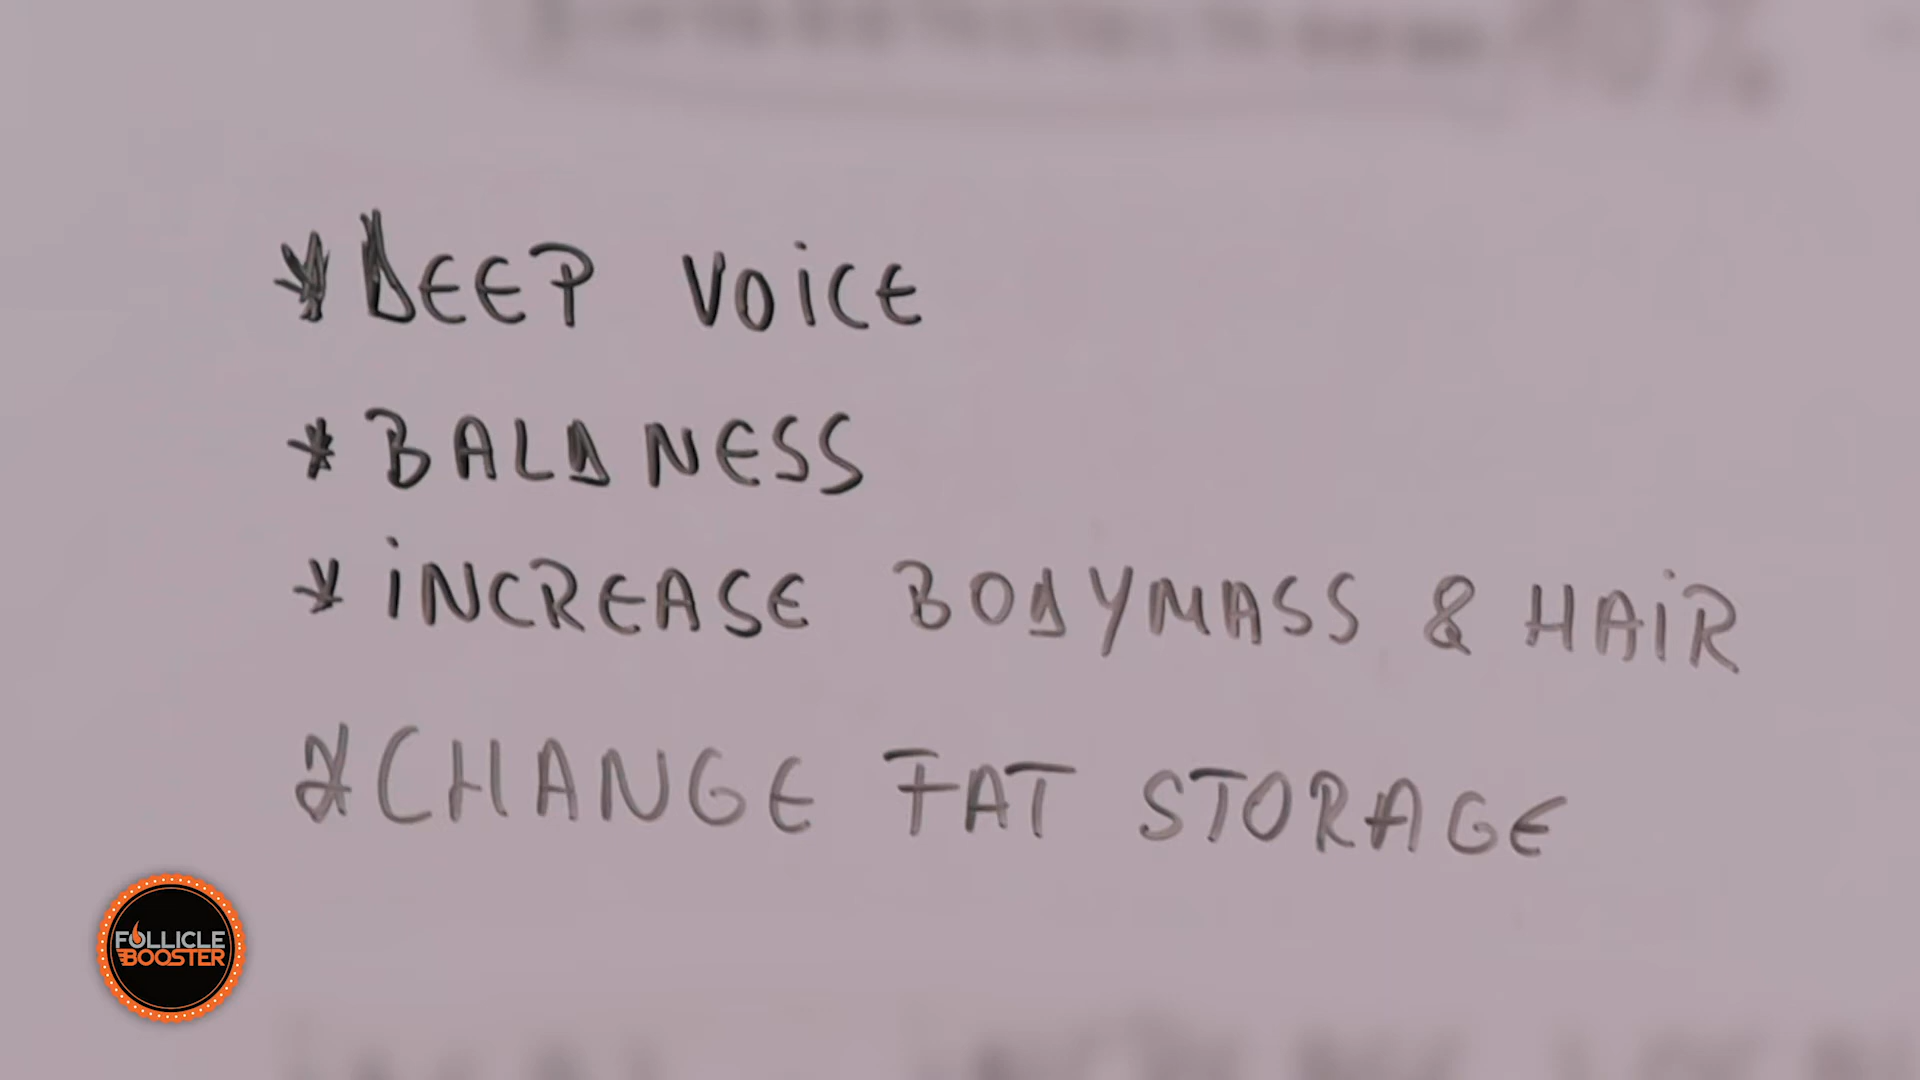 * DEEP VOiCE
* BALDNESS
* iNCREASE BODYMASS & HAiR
* CHANGE FAT STORAGE
FOLLICLE
BOOSTER